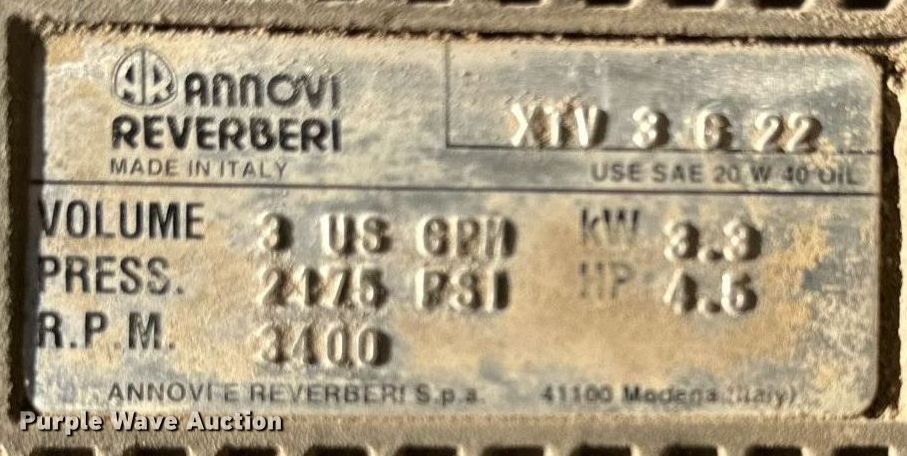 AR ANNOVI
REVERBERI
MADE IN ITALY
XTV 3 G 22
USE SAE 20 W 40 OIL
VOLUME 3 US GPM kW 3.3
PRESS. 2175 PSI HP 4.5
R.P.M. 3400
ANNOVI E REVERBERI S.p.a. 41100 Modena (Italy)
Purple Wave Auction